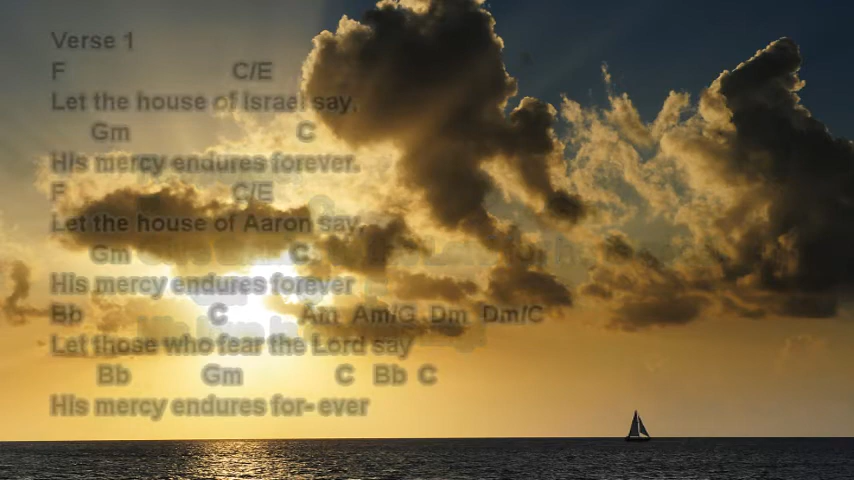 Verse 1
F C/E
Let the house of Israel say,
Gm C
His mercy endures forever.
F C/E
Let the house of Aaron say,
Gm C
His mercy endures forever
Bb C Am Am/G Dm Dm/C
Let those who fear the Lord say
Bb Gm C Bb C
His mercy endures for- ever